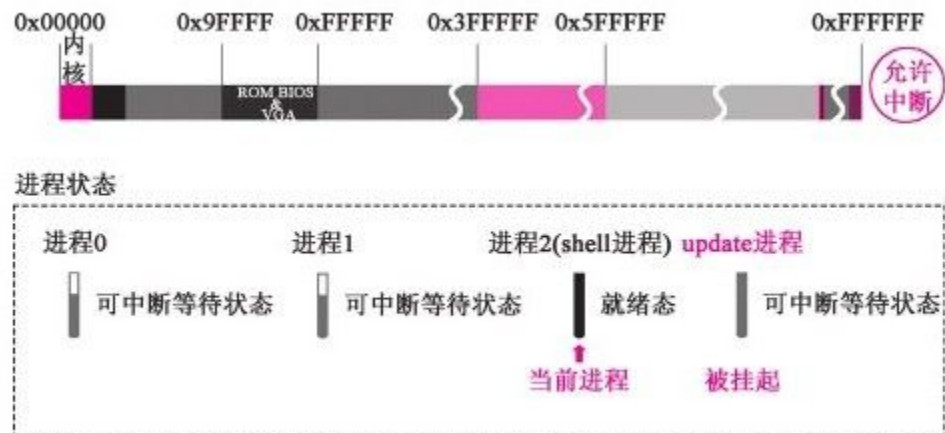 0x00000 0x9FFFF 0xFFFFF 0x3FFFFF 0x5FFFFF 0xFFFFFF
内
核
ROM BIOS
&
VGA
允许
中断
进程状态
进程0 进程1 进程2(shell进程) update进程
可中断等待状态 可中断等待状态 就绪态 可中断等待状态
当前进程 被挂起